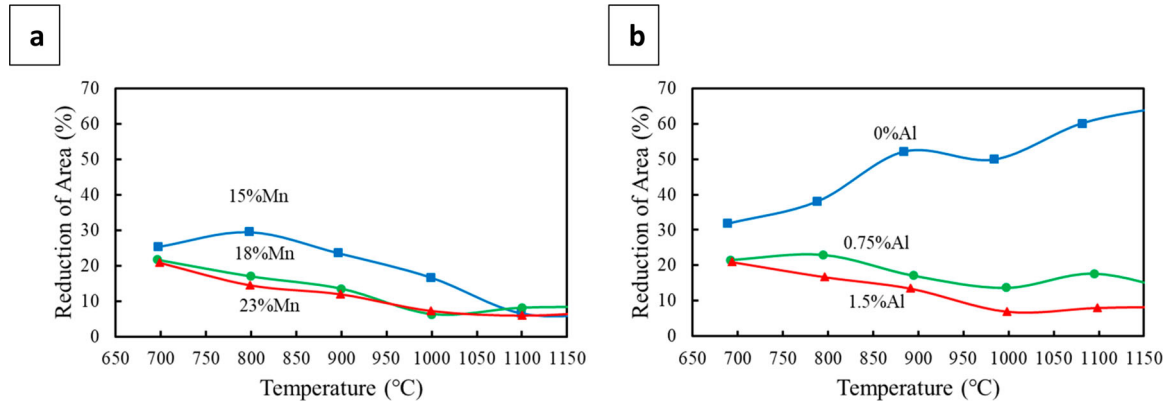 a
70
60
50
40
30
20
10
0
Reduction of Area (%)
15%Mn
18%Mn
23%Mn
650 700 750 800 850 900 950 1000 1050 1100 1150
Temperature (°C)
b
70
60
50
40
30
20
10
0
Reduction of Area (%)
0%Al
0.75%Al
1.5%Al
650 700 750 800 850 900 950 1000 1050 1100 1150
Temperature (°C)